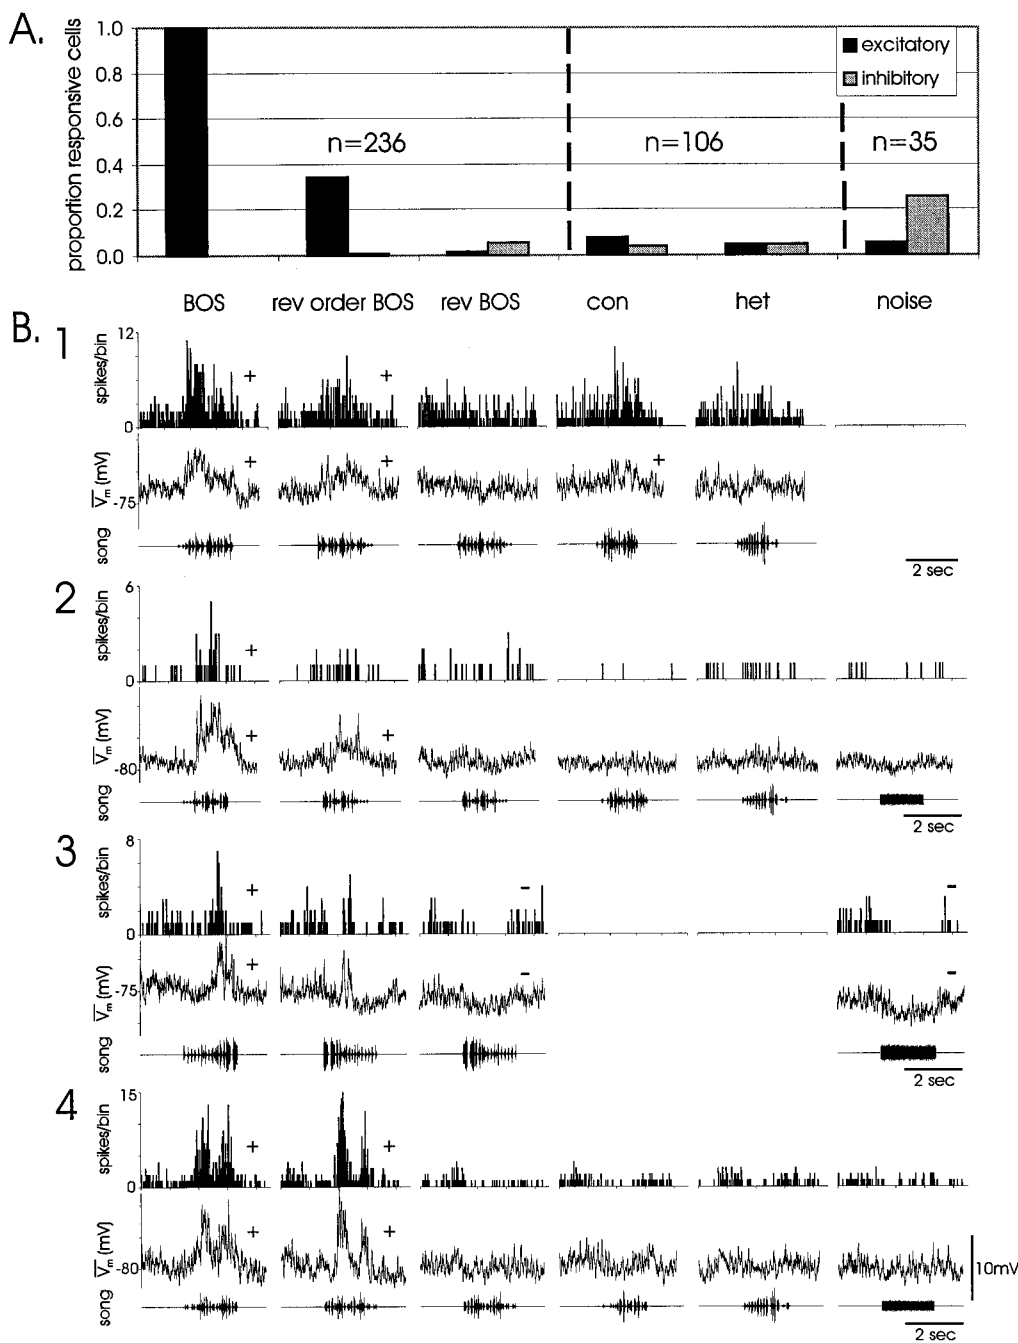 A.
proportion responsive cells
1.0
0.8
0.6
0.4
0.2
0.0
excitatory
inhibitory
n=236
n=106
n=35
BOS
rev order BOS
rev BOS
con
het
noise
B.
1
spikes/bin
12
0
+
+
V̅m (mV)
-75
+
+
+
song
2 sec
2
spikes/bin
6
0
+
V̅m (mV)
-80
+
+
song
2 sec
3
spikes/bin
8
0
+
-
-
V̅m (mV)
-75
+
-
-
song
2 sec
4
spikes/bin
15
0
+
+
V̅m (mV)
-80
+
+
10mV
song
2 sec